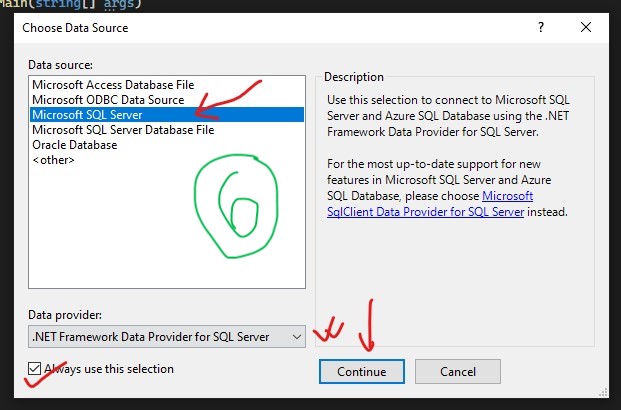 Main(string[] args)
Choose Data Source
?
Data source:
Microsoft Access Database File
Microsoft ODBC Data Source
Microsoft SQL Server
Microsoft SQL Server Database File
Oracle Database
<other>
6
Data provider:
.NET Framework Data Provider for SQL Server
Always use this selection
Description
Use this selection to connect to Microsoft SQL
Server and Azure SQL Database using the .NET
Framework Data Provider for SQL Server.
For the most up-to-date support for new
features in Microsoft SQL Server and Azure
SQL Database, please choose Microsoft
SqlClient Data Provider for SQL Server instead.
Continue
Cancel